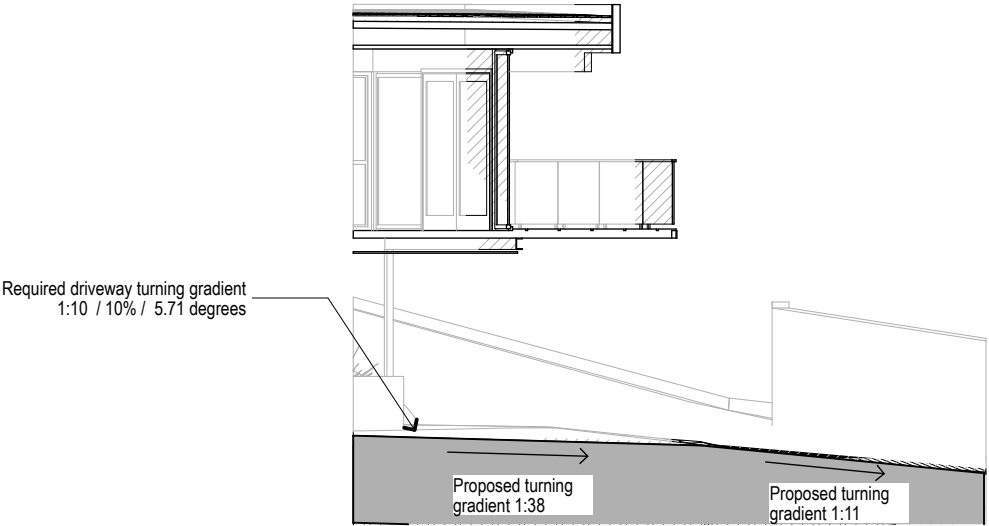 Required driveway turning gradient
1:10 / 10% / 5.71 degrees
Proposed turning
gradient 1:38
Proposed turning
gradient 1:11